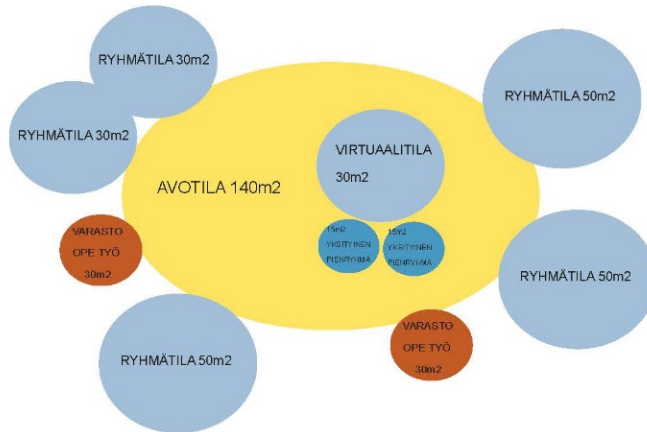 RYHMÄTILA 30m2
RYHMÄTILA 30m2
RYHMÄTILA 50m2
VIRTUAALITILA
30m2
AVOTILA 140m2
VARASTO
OPE TYÖ
30m2
15m2
YKSITYINEN
PIENRYHMÄ
15m2
YKSITYINEN
PIENRYHMÄ
RYHMÄTILA 50m2
VARASTO
OPE TYÖ
30m2
RYHMÄTILA 50m2